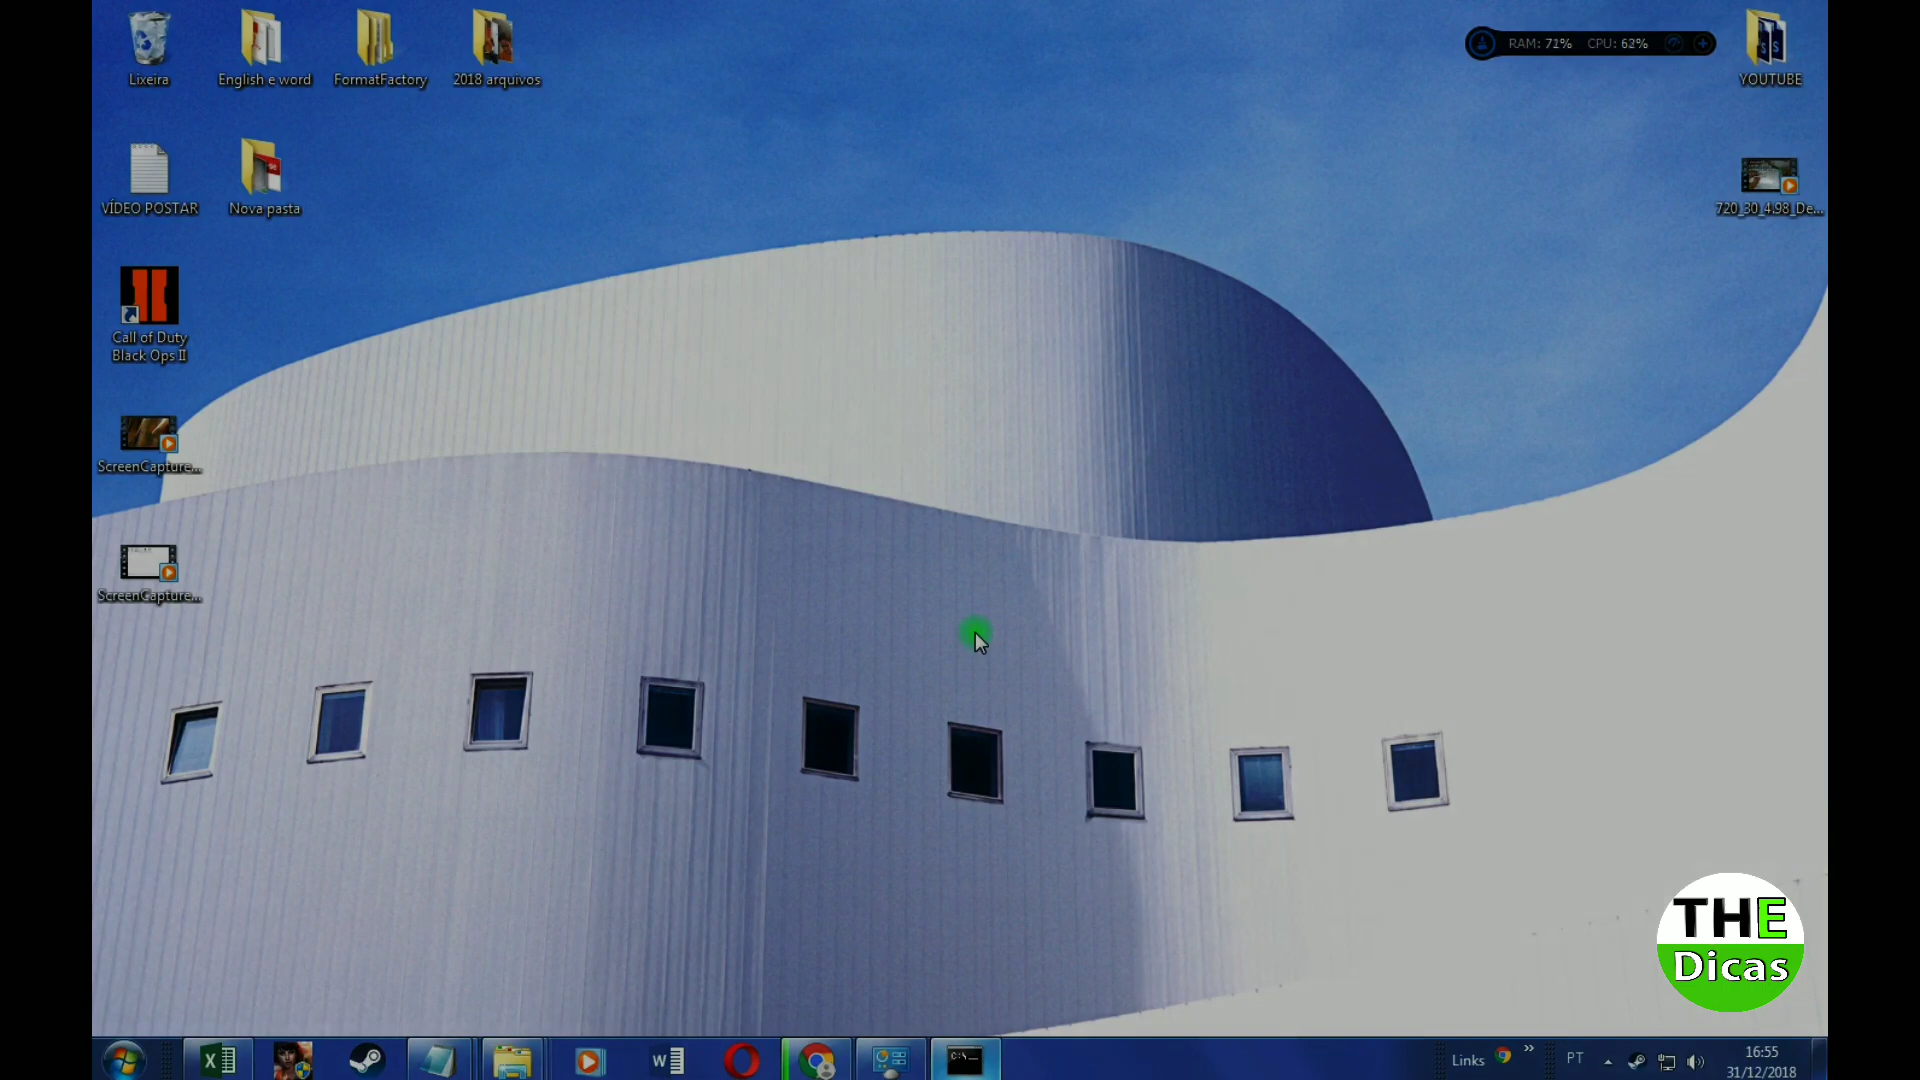 Lixeira
English e word
FormatFactory
2018 arquivos
RAM: 71% CPU: 62%
YOUTUBE
VÍDEO POSTAR
Nova pasta
720_30_4.98_De...
Call of Duty
Black Ops II
ScreenCapture...
ScreenCapture...
THE
Dicas
C:\_
Links
»
PT
16:55
31/12/2018